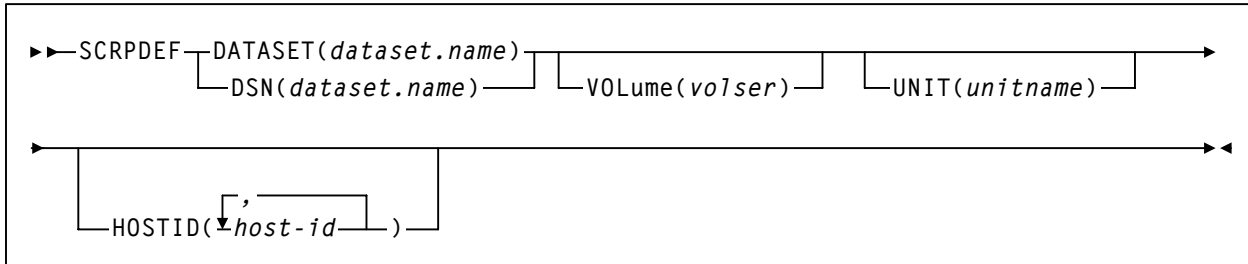 SCRPDEF DATASET(dataset.name)
DSN(dataset.name) VOLume(volser) UNIT(unitname)
,
HOSTID( host-id )